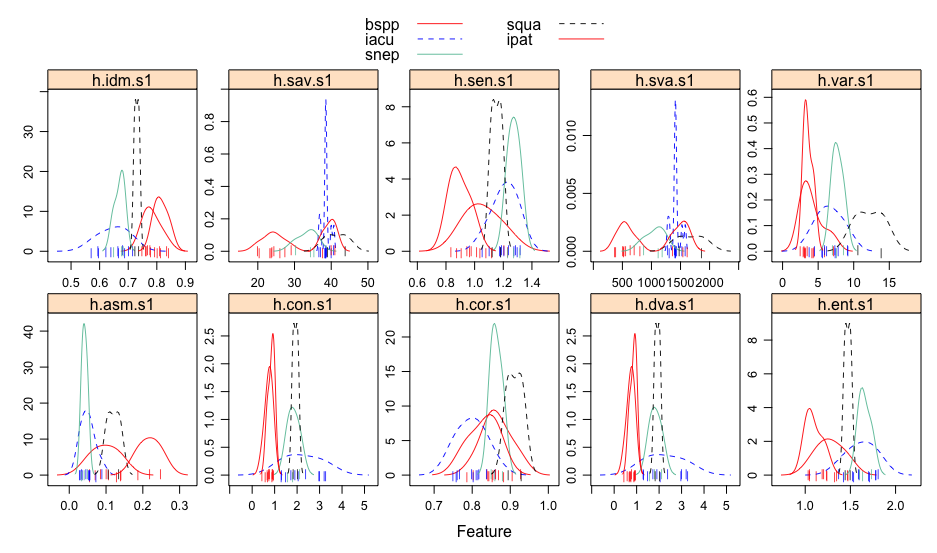 bspp squa
iacu ipat
snep
h.idm.s1 h.sav.s1 h.sen.s1 h.sva.s1 h.var.s1
0 10 20 30
0.5 0.6 0.7 0.8 0.9
0.0 0.2 0.4 0.6 0.8
20 30 40 50
0 2 4 6 8
0.6 0.8 1.0 1.2 1.4
0.000 0.005 0.010
500 1000 1500 2000
0.0 0.1 0.2 0.3 0.4 0.5 0.6
0 5 10 15
h.asm.s1 h.con.s1 h.cor.s1 h.dva.s1 h.ent.s1
0 10 20 30 40
0.0 0.1 0.2 0.3
0.0 0.5 1.0 1.5 2.0 2.5
0 1 2 3 4 5
0 5 10 15 20
0.7 0.8 0.9 1.0
0.0 0.5 1.0 1.5 2.0 2.5
0 1 2 3 4 5
0 2 4 6 8
1.0 1.5 2.0
Feature